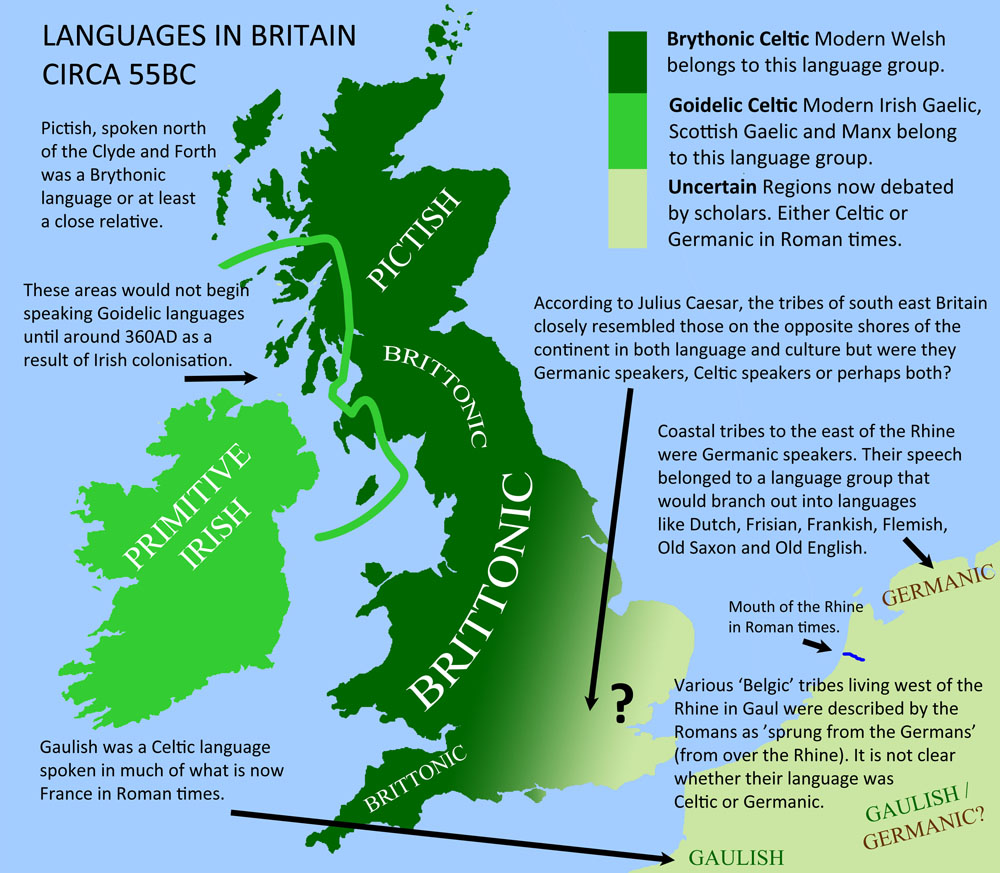 LANGUAGES IN BRITAIN
CIRCA 55BC
Pictish, spoken north
of the Clyde and Forth
was a Brythonic
language or at least
a close relative.
Brythonic Celtic Modern Welsh
belongs to this language group.
Goidelic Celtic Modern Irish Gaelic,
Scottish Gaelic and Manx belong
to this language group.
Uncertain Regions now debated
by scholars. Either Celtic or
Germanic in Roman times.
PICTISH
These areas would not begin
speaking Goidelic languages
until around 360AD as a
result of Irish colonisation.
According to Julius Caesar, the tribes of south east Britain
closely resembled those on the opposite shores of the
continent in both language and culture but were they
Germanic speakers, Celtic speakers or perhaps both?
BRITTONIC
PRIMITIVE
IRISH
BRITTONIC
Coastal tribes to the east of the Rhine
were Germanic speakers. Their speech
belonged to a language group that
would branch out into languages
like Dutch, Frisian, Frankish, Flemish,
Old Saxon and Old English.
GERMANIC
Mouth of the Rhine
in Roman times.
?
Various ‘Belgic’ tribes living west of the
Rhine in Gaul were described by the
Romans as ’sprung from the Germans’
(from over the Rhine). It is not clear
whether their language was
Celtic or Germanic.
Gaulish was a Celtic language
spoken in much of what is now
France in Roman times.
BRITTONIC
GAULISH /
GERMANIC?
GAULISH